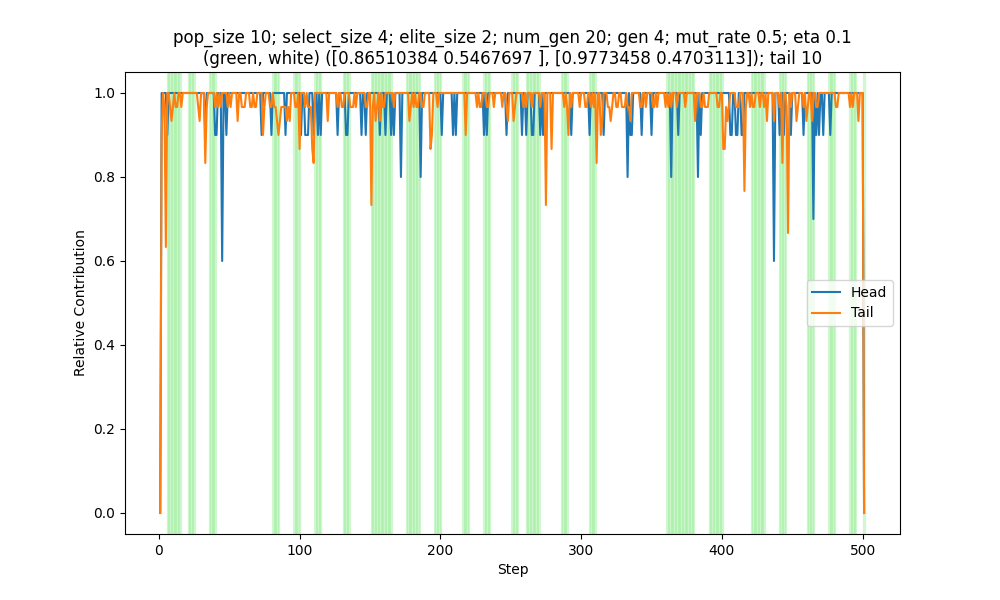 pop_size 10; select_size 4; elite_size 2; num_gen 20; gen 4; mut_rate 0.5; eta 0.1
(green, white) ([0.86510384 0.5467697 ], [0.9773458 0.4703113]); tail 10
1.0
0.8
0.6
0.4
0.2
0.0
Relative Contribution
Head
Tail
0
100
200
300
400
500
Step